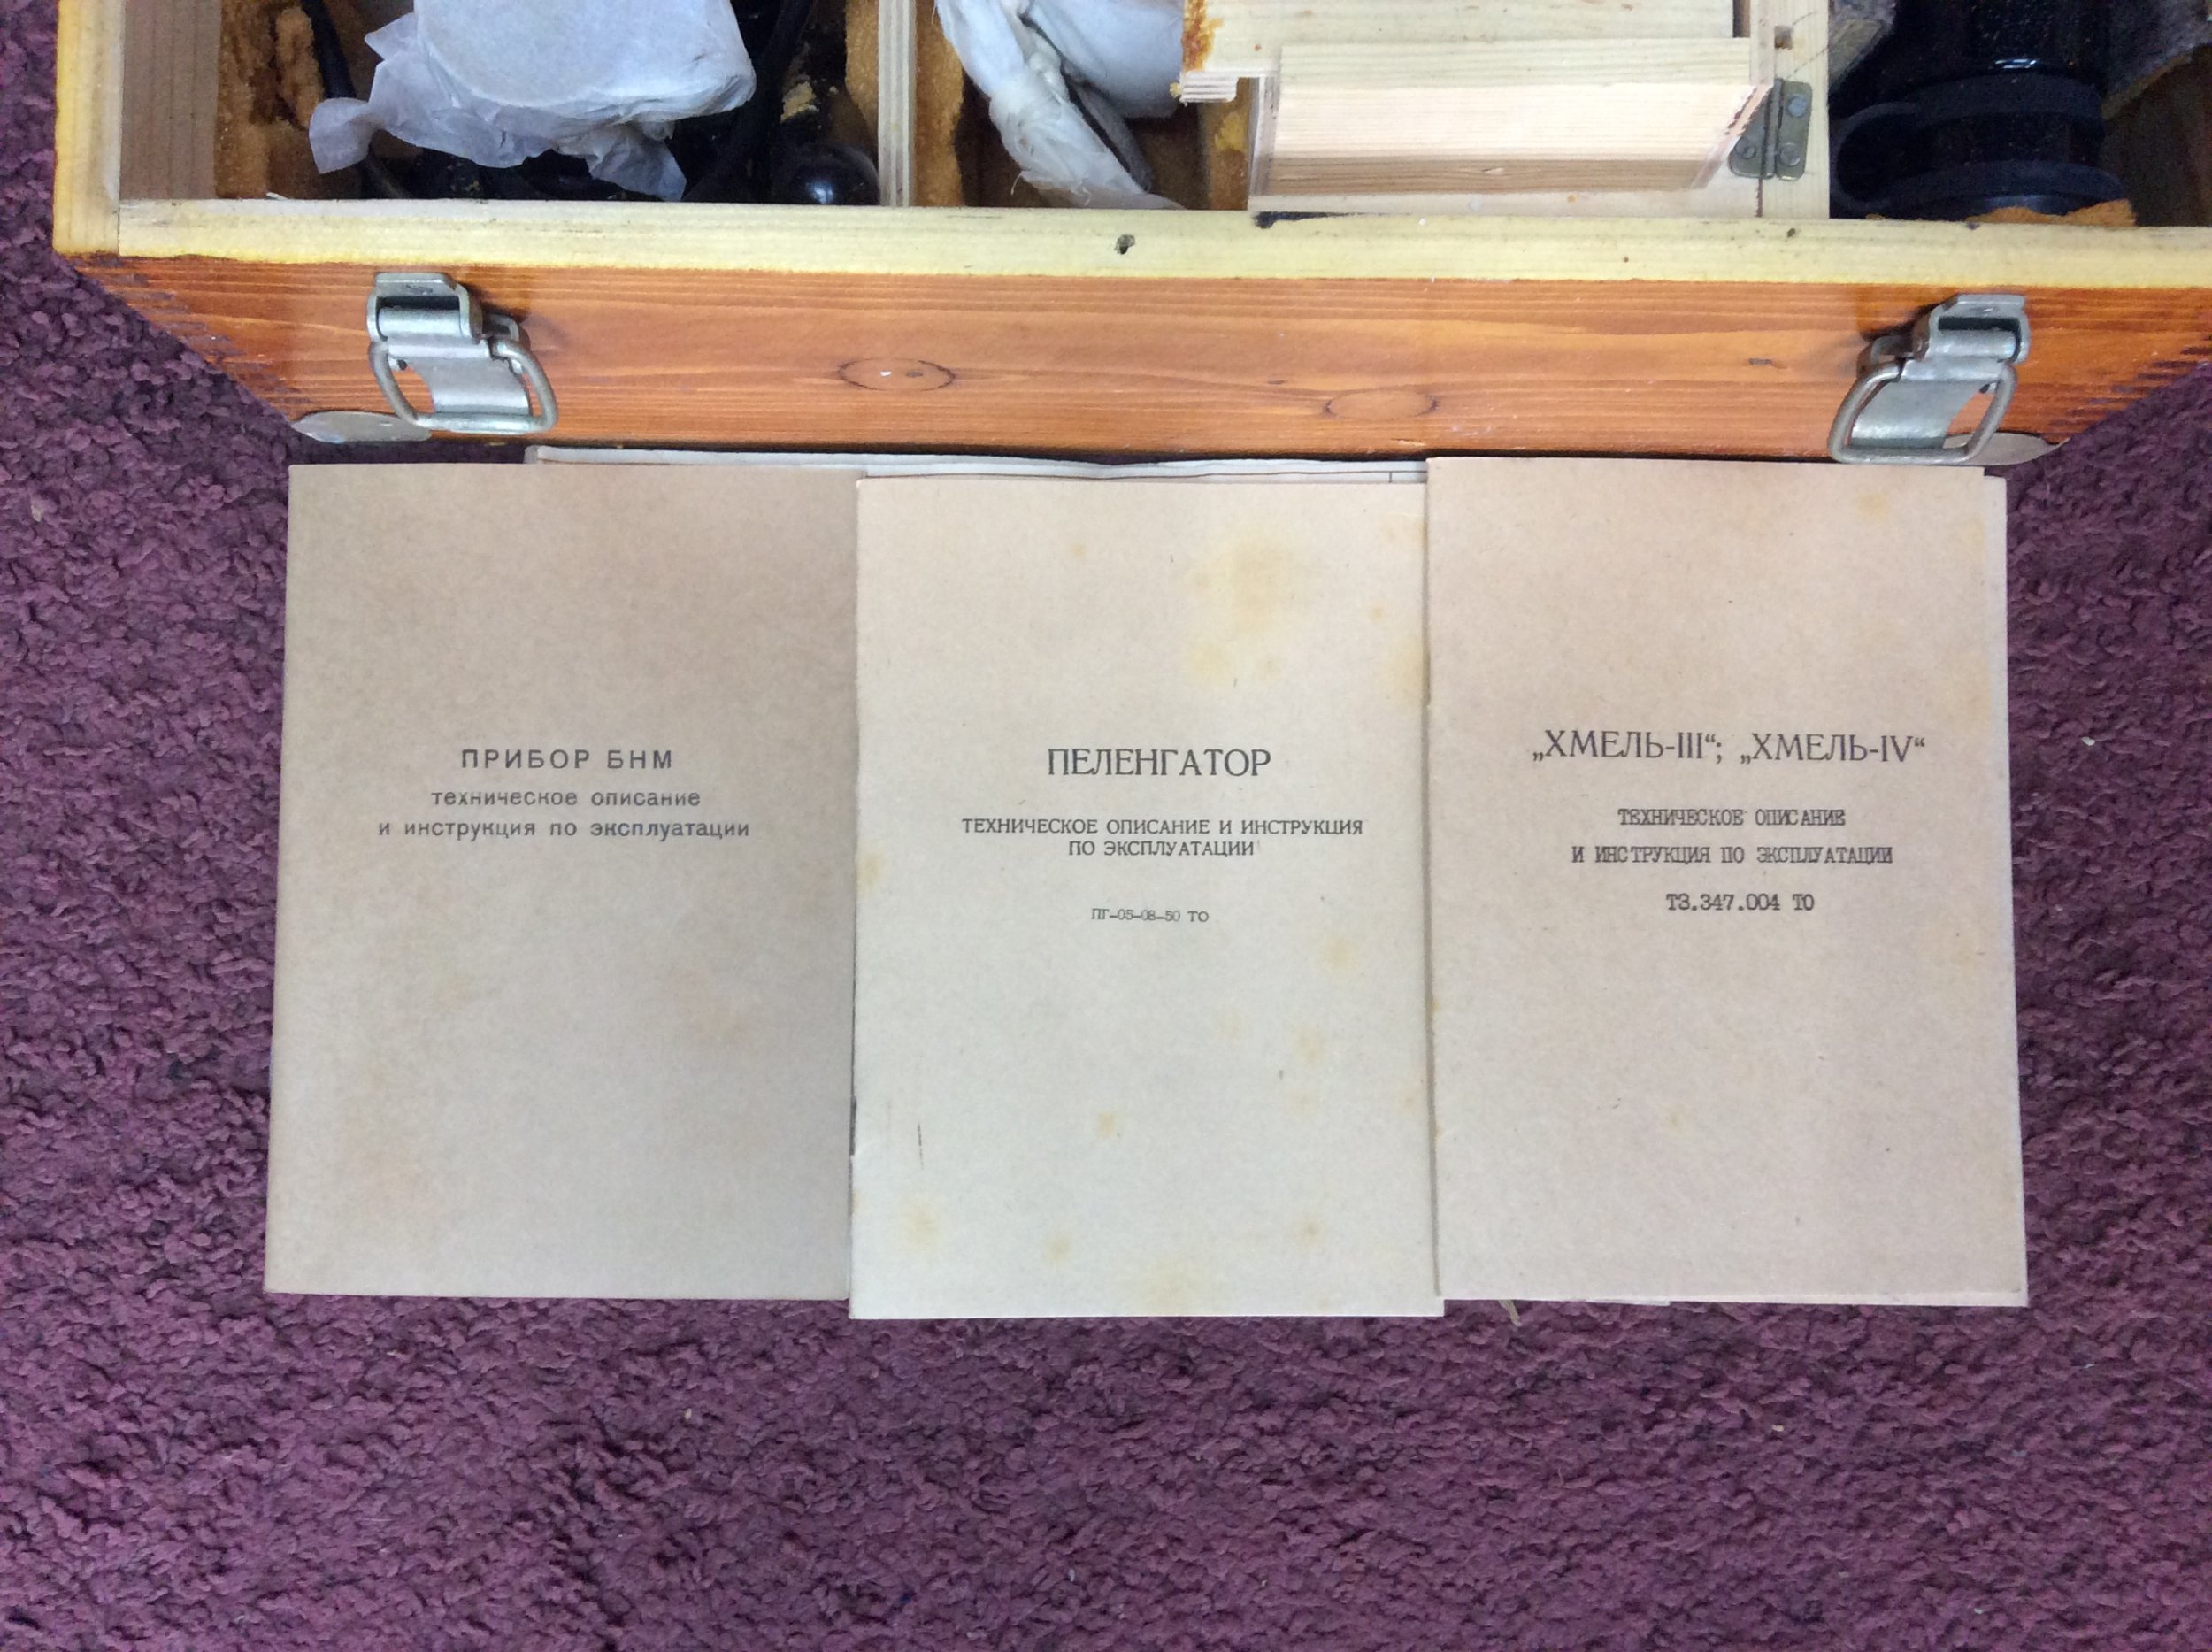 ПРИБОР БНМ
техническое описание
и инструкция по эксплуатации
ПЕЛЕНГАТОР
ТЕХНИЧЕСКОЕ ОПИСАНИЕ И ИНСТРУКЦИЯ
ПО ЭКСПЛУАТАЦИИ
ПГ-05-08-50 ТО
„ХМЕЛЬ-III“; „ХМЕЛЬ-IV“
ТЕХНИЧЕСКОЕ ОПИСАНИЕ
И ИНСТРУКЦИЯ ПО ЭКСПЛУАТАЦИИ
Т3.347.004 ТО